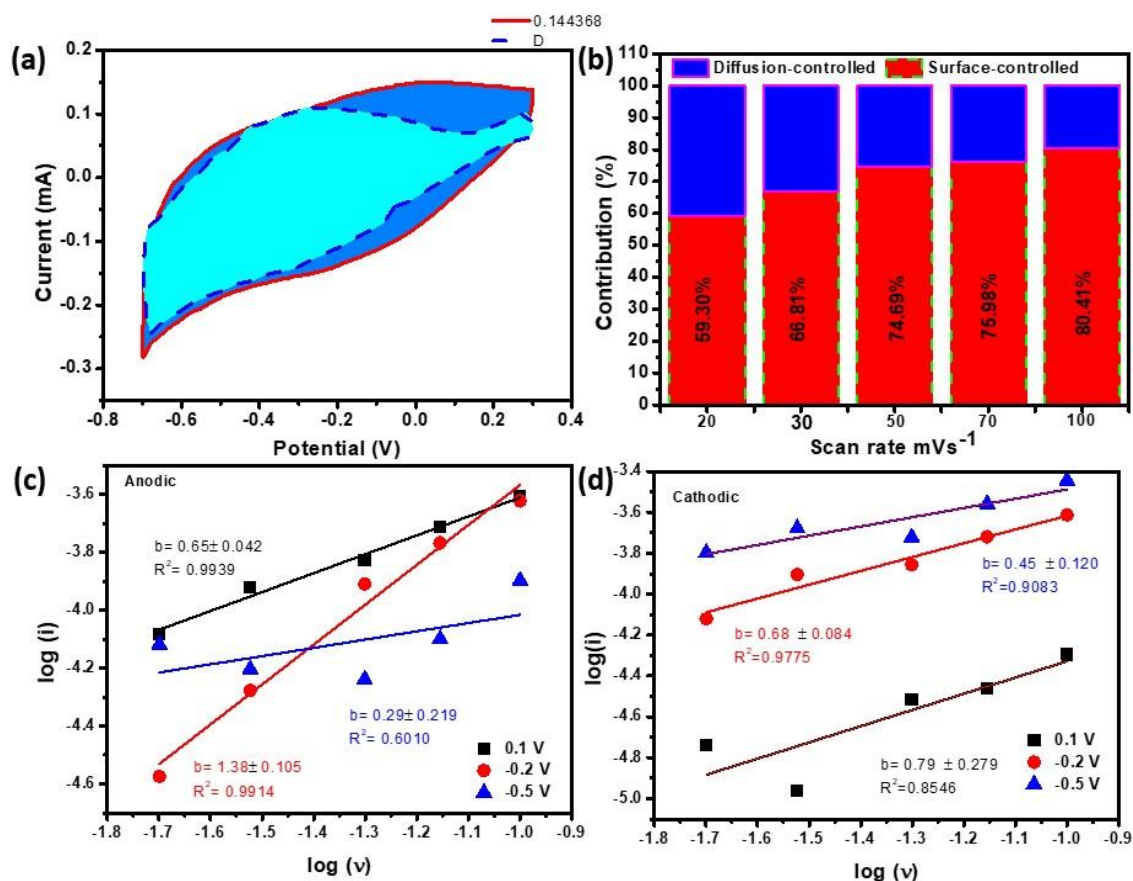 0.144368
D
(a)
0.2
0.1
0.0
-0.1
-0.2
-0.3
Current (mA)
-0.8 -0.6 -0.4 -0.2 0.0 0.2 0.4
Potential (V)
(b)
Diffusion-controlled Surface-controlled
110
100
90
80
70
60
50
40
30
20
10
0
Contribution (%)
59.30%
66.81%
74.69%
75.98%
80.41%
20 30 50 70 100
Scan rate mVs⁻¹
(c)
Anodic
-3.6
-3.8
-4.0
-4.2
-4.4
-4.6
log (i)
b= 0.65± 0.042
R²= 0.9939
b= 0.29± 0.219
R²= 0.6010
b= 1.38± 0.105
R²= 0.9914
0.1 V
-0.2 V
-0.5 V
-1.8 -1.7 -1.6 -1.5 -1.4 -1.3 -1.2 -1.1 -1.0 -0.9
log (ν)
(d)
Cathodic
-3.4
-3.6
-3.8
-4.0
-4.2
-4.4
-4.6
-4.8
-5.0
log(i)
b= 0.45 ± 0.120
R²=0.9083
b= 0.68 ± 0.084
R²=0.9775
b= 0.79 ± 0.279
R²=0.8546
0.1 V
-0.2 V
-0.5 V
-1.8 -1.7 -1.6 -1.5 -1.4 -1.3 -1.2 -1.1 -1.0 -0.9
log (ν)